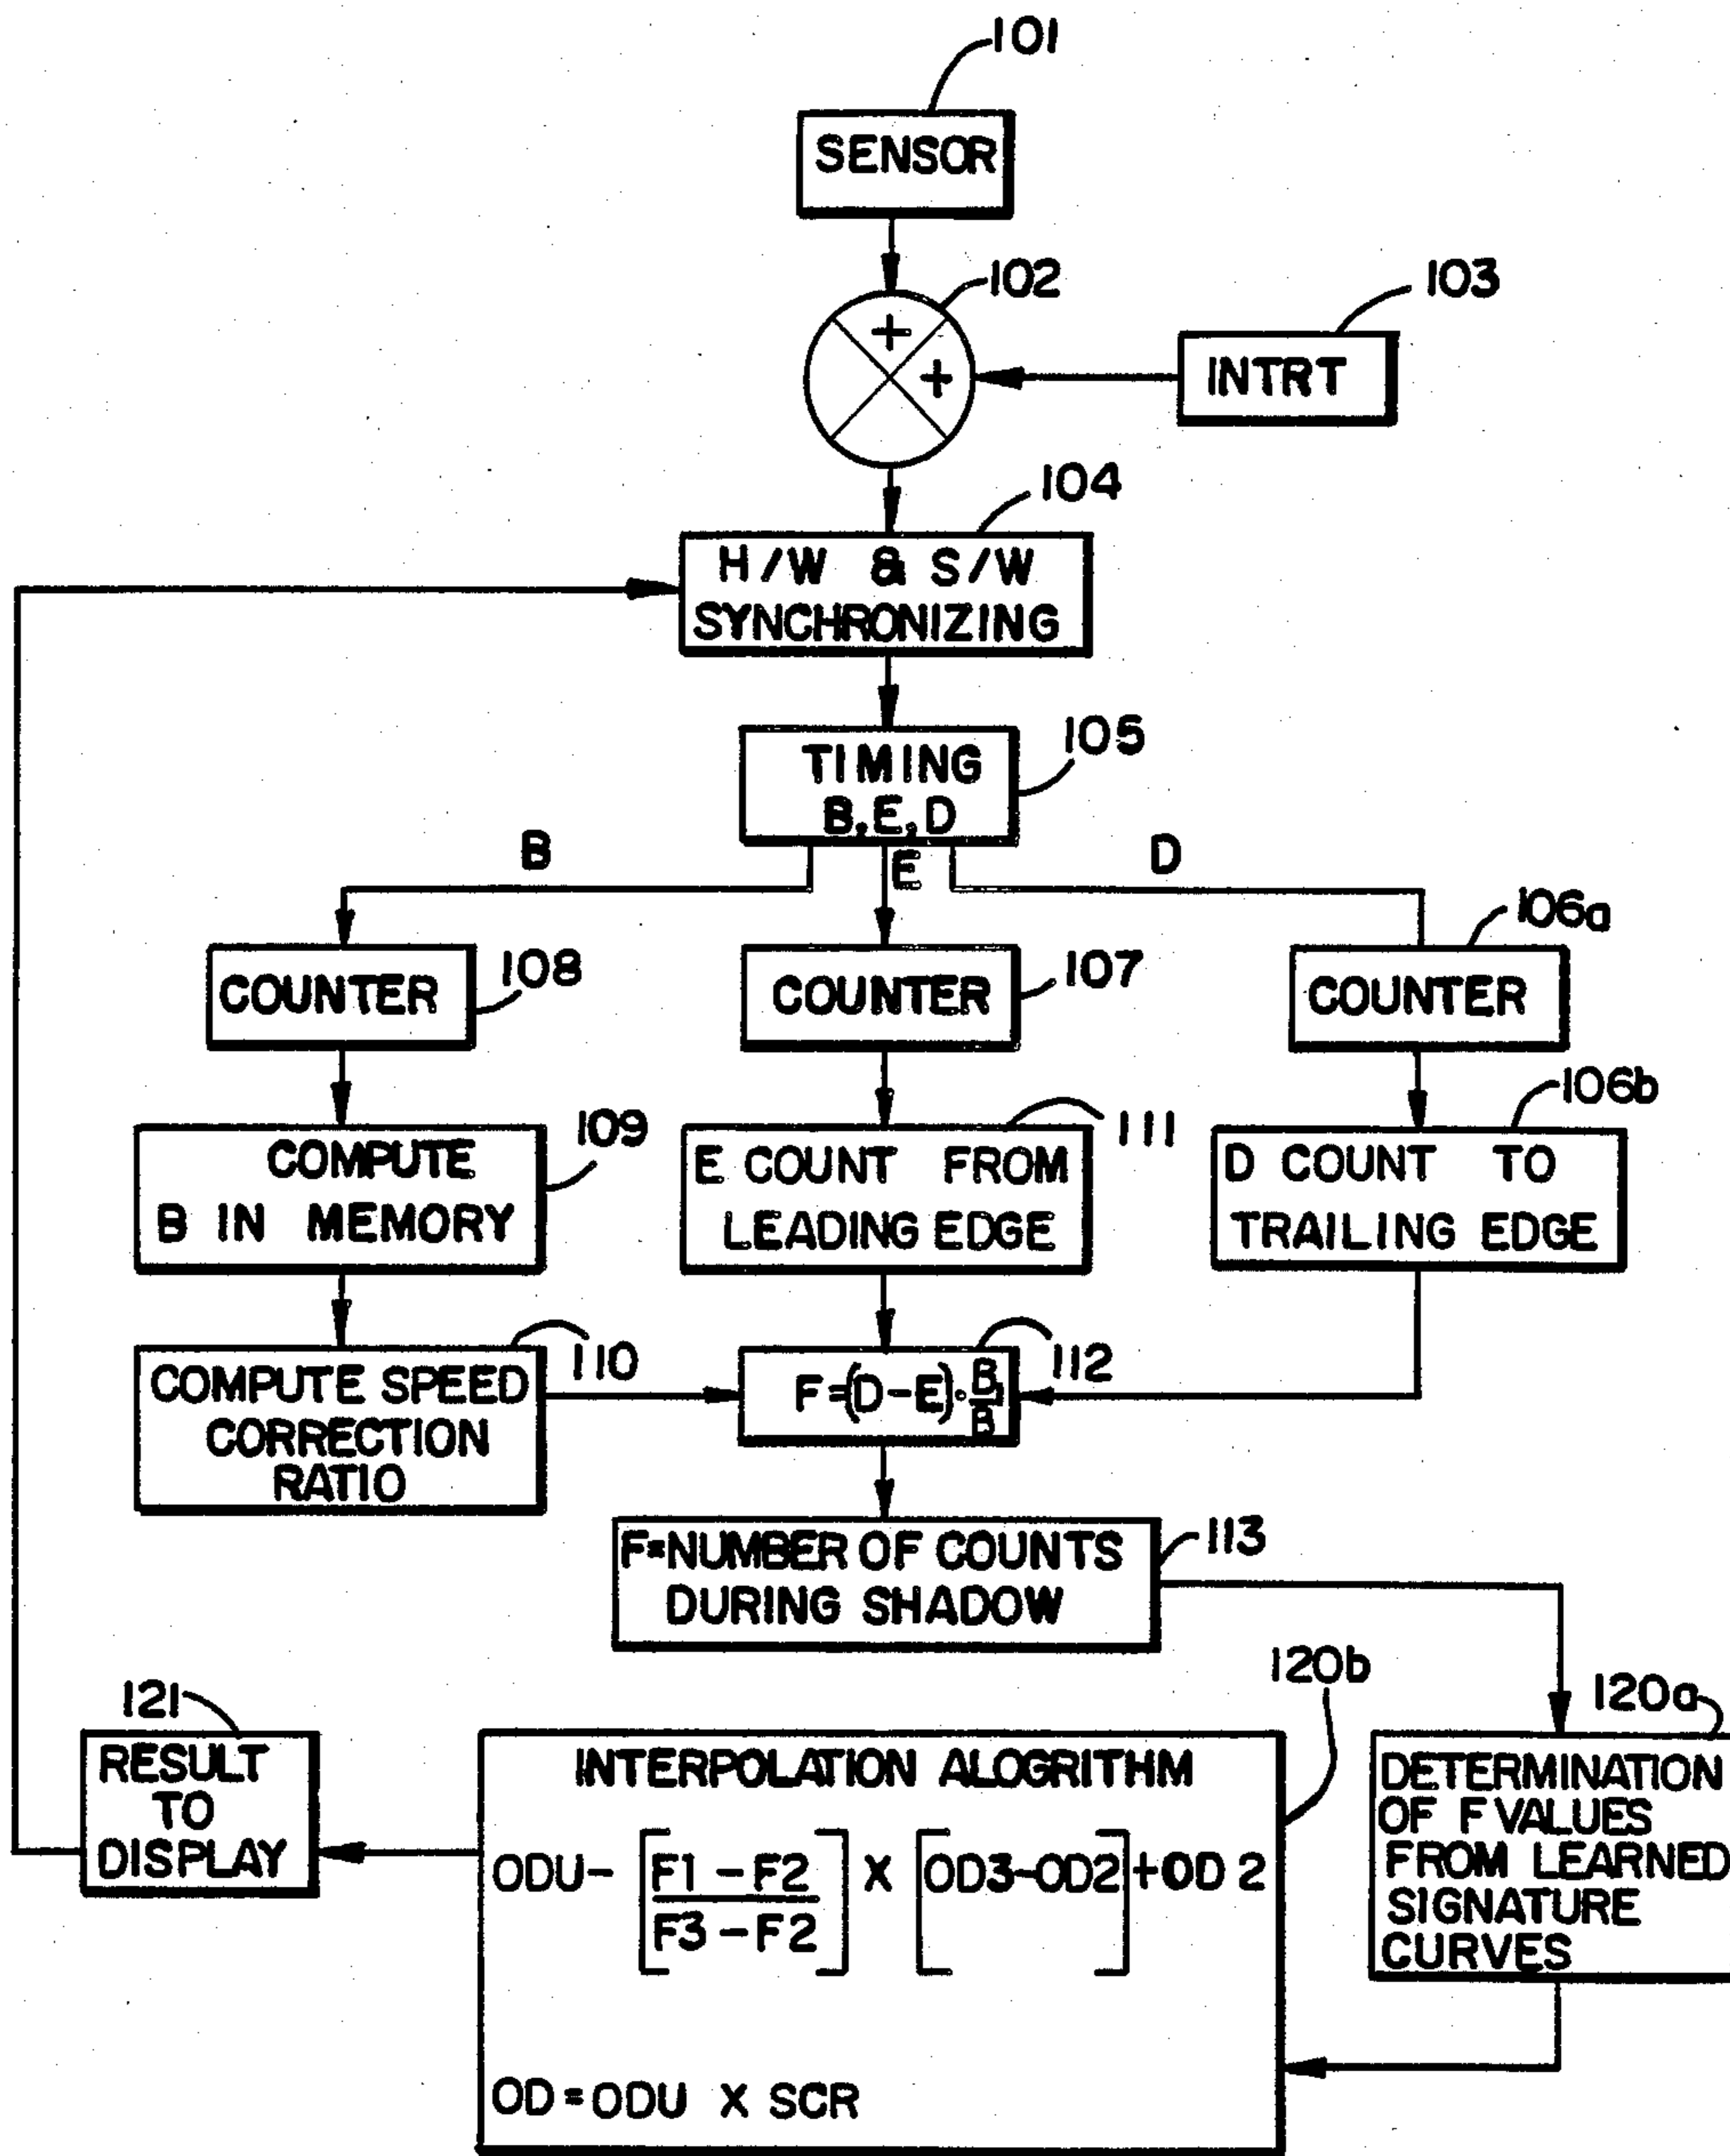 101
SENSOR
102
103
+
+
INTRT
104
H/W & S/W
SYNCHRONIZING
105
TIMING
B,E,D
B
E
D
106a
108
107
COUNTER
COUNTER
COUNTER
106b
109
111
COMPUTE
B IN MEMORY
E COUNT FROM
LEADING EDGE
D COUNT TO
TRAILING EDGE
110
112
COMPUTE SPEED
CORRECTION
RATIO
F=(D-E)·B1/B
113
F=NUMBER OF COUNTS
DURING SHADOW
121
120b
120a
RESULT
TO
DISPLAY
INTERPOLATION ALOGRITHM
ODU- [F1-F2/F3-F2] X [OD3-OD2]+OD2
OD=ODU X SCR
DETERMINATION
OF F VALUES
FROM LEARNED
SIGNATURE
CURVES